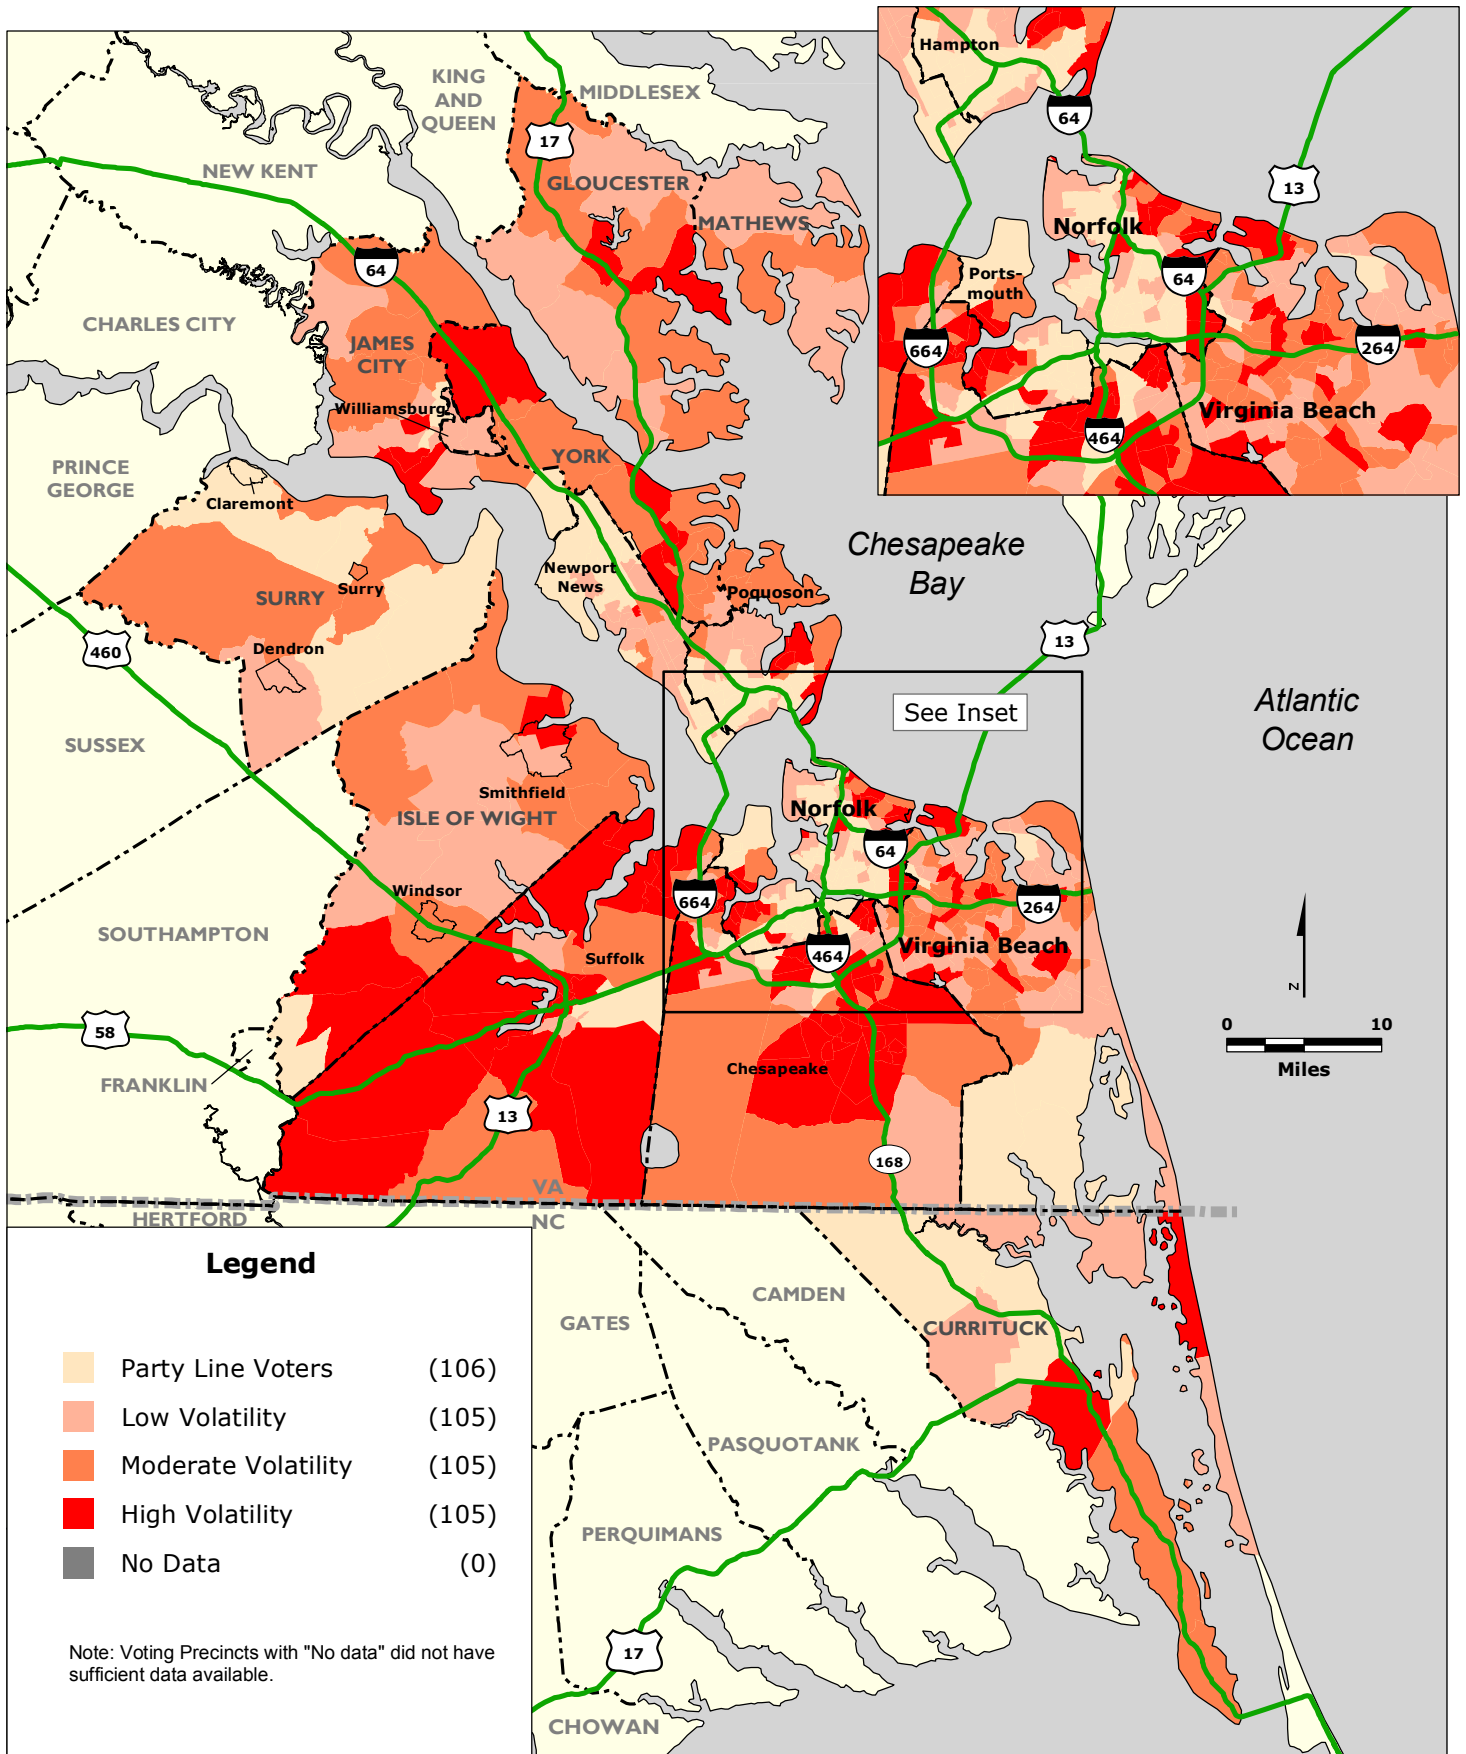 KING
AND
QUEEN
MIDDLESEX
17
NEW KENT
GLOUCESTER
MATHEWS
64
CHARLES CITY
JAMES
CITY
Williamsburg
YORK
PRINCE
GEORGE
Claremont
Newport
News
Poquoson
SURRY
Surry
Dendron
460
SUSSEX
Smithfield
ISLE OF WIGHT
Windsor
SOUTHAMPTON
Suffolk
58
FRANKLIN
13
Chesapeake
168
VA
NC
HERTFORD
Hampton
64
13
Norfolk
Ports-
mouth
64
664
264
Virginia Beach
464
Chesapeake
Bay
13
Atlantic
Ocean
See Inset
Norfolk
64
664
264
Virginia Beach
464
N
0 10
Miles
GATES
CAMDEN
CURRITUCK
PASQUOTANK
PERQUIMANS
17
CHOWAN
Legend
Party Line Voters (106)
Low Volatility (105)
Moderate Volatility (105)
High Volatility (105)
No Data (0)
Note: Voting Precincts with "No data" did not have
sufficient data available.